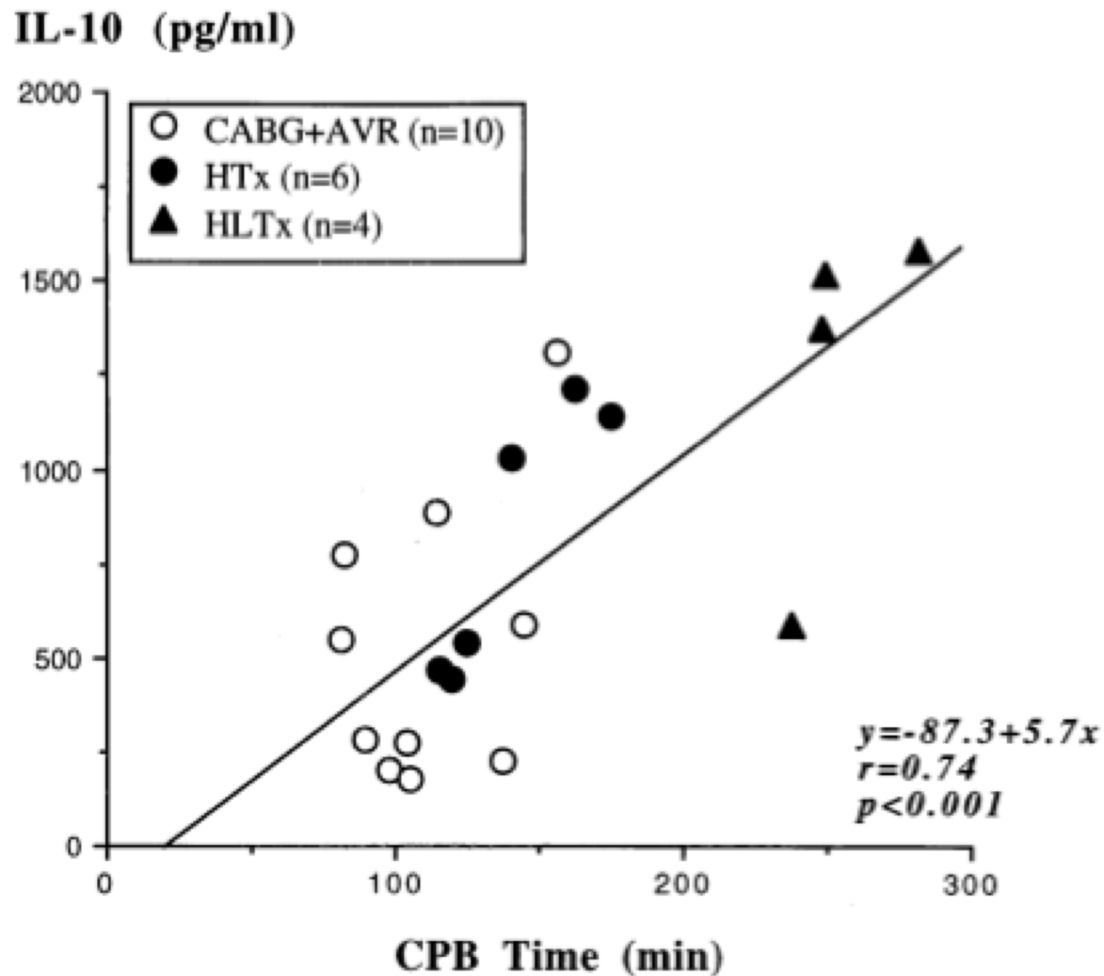 IL-10 (pg/ml)
2000
CABG+AVR (n=10)
HTx (n=6)
HLTx (n=4)
1500
1000
500
0
0 100 200 300
y=-87.3+5.7x
r=0.74
p<0.001
CPB Time (min)